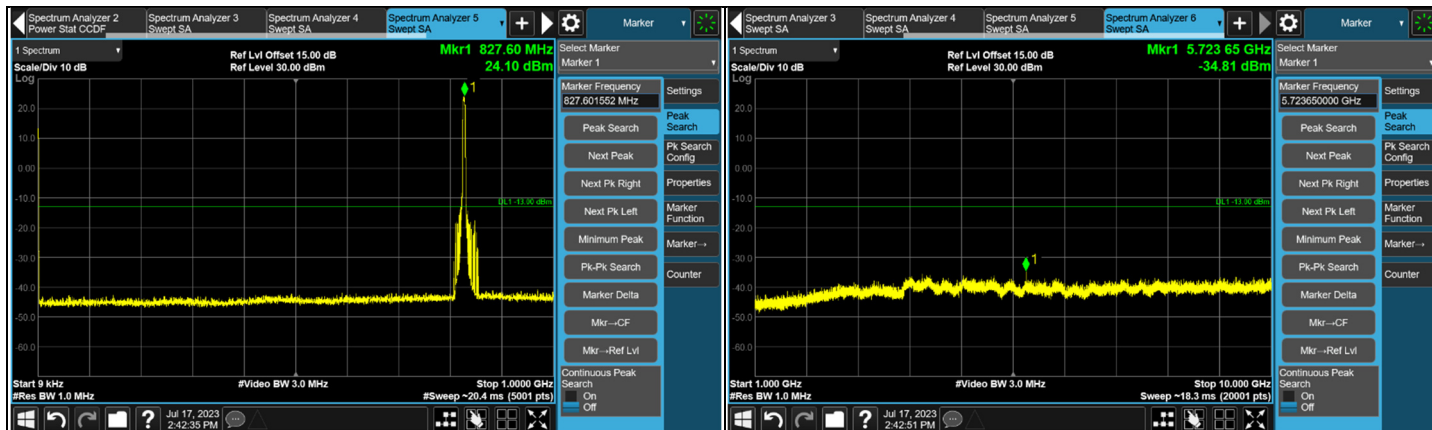 Spectrum Analyzer 2
Power Stat CCDF
Spectrum Analyzer 3
Swept SA
Spectrum Analyzer 4
Swept SA
Spectrum Analyzer 5
Swept SA
+
Marker
1 Spectrum
Scale/Div 10 dB
Log
Ref Lvl Offset 15.00 dB
Ref Level 30.00 dBm
Mkr1 827.60 MHz
24.10 dBm
1
20.0
10.0
0.00
-10.0
-20.0
-30.0
-40.0
-50.0
-60.0
DL1 -13.00 dBm
Start 9 kHz
#Res BW 1.0 MHz
#Video BW 3.0 MHz
Stop 1.0000 GHz
#Sweep ~20.4 ms (5001 pts)
Select Marker
Marker 1
Marker Frequency
827.601552 MHz
Peak Search
Next Peak
Next Pk Right
Next Pk Left
Minimum Peak
Pk-Pk Search
Marker Delta
Mkr→CF
Mkr→Ref Lvl
Continuous Peak
Search
On
Off
Settings
Peak
Search
Pk Search
Config
Properties
Marker
Function
Marker→
Counter
?
Jul 17, 2023
2:42:35 PM
Spectrum Analyzer 3
Swept SA
Spectrum Analyzer 4
Swept SA
Spectrum Analyzer 5
Swept SA
Spectrum Analyzer 6
Swept SA
+
Marker
1 Spectrum
Scale/Div 10 dB
Log
Ref Lvl Offset 15.00 dB
Ref Level 30.00 dBm
Mkr1 5.723 65 GHz
-34.81 dBm
1
20.0
10.0
0.00
-10.0
-20.0
-30.0
-40.0
-50.0
-60.0
DL1 -13.00 dBm
Start 1.000 GHz
#Res BW 1.0 MHz
#Video BW 3.0 MHz
Stop 10.000 GHz
Sweep ~18.3 ms (20001 pts)
Select Marker
Marker 1
Marker Frequency
5.723650000 GHz
Peak Search
Next Peak
Next Pk Right
Next Pk Left
Minimum Peak
Pk-Pk Search
Marker Delta
Mkr→CF
Mkr→Ref Lvl
Continuous Peak
Search
On
Off
Settings
Peak
Search
Pk Search
Config
Properties
Marker
Function
Marker→
Counter
?
Jul 17, 2023
2:42:51 PM